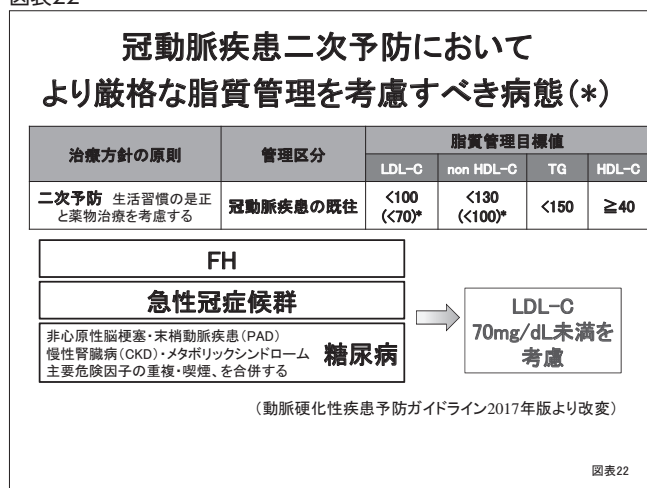 図表22
冠動脈疾患二次予防において
より厳格な脂質管理を考慮すべき病態(*)
治療方針の原則
管理区分
脂質管理目標値
LDL-C
non HDL-C
TG
HDL-C
二次予防 生活習慣の是正
と薬物治療を考慮する
冠動脈疾患の既往
<100
(<70)*
<130
(<100)*
<150
≧40
FH
急性冠症候群
非心原性脳梗塞・末梢動脈疾患(PAD)
慢性腎臓病(CKD)・メタボリックシンドローム
主要危険因子の重複・喫煙、を合併する
糖尿病
LDL-C
70mg/dL未満を
考慮
(動脈硬化性疾患予防ガイドライン2017年版より改変)
図表22